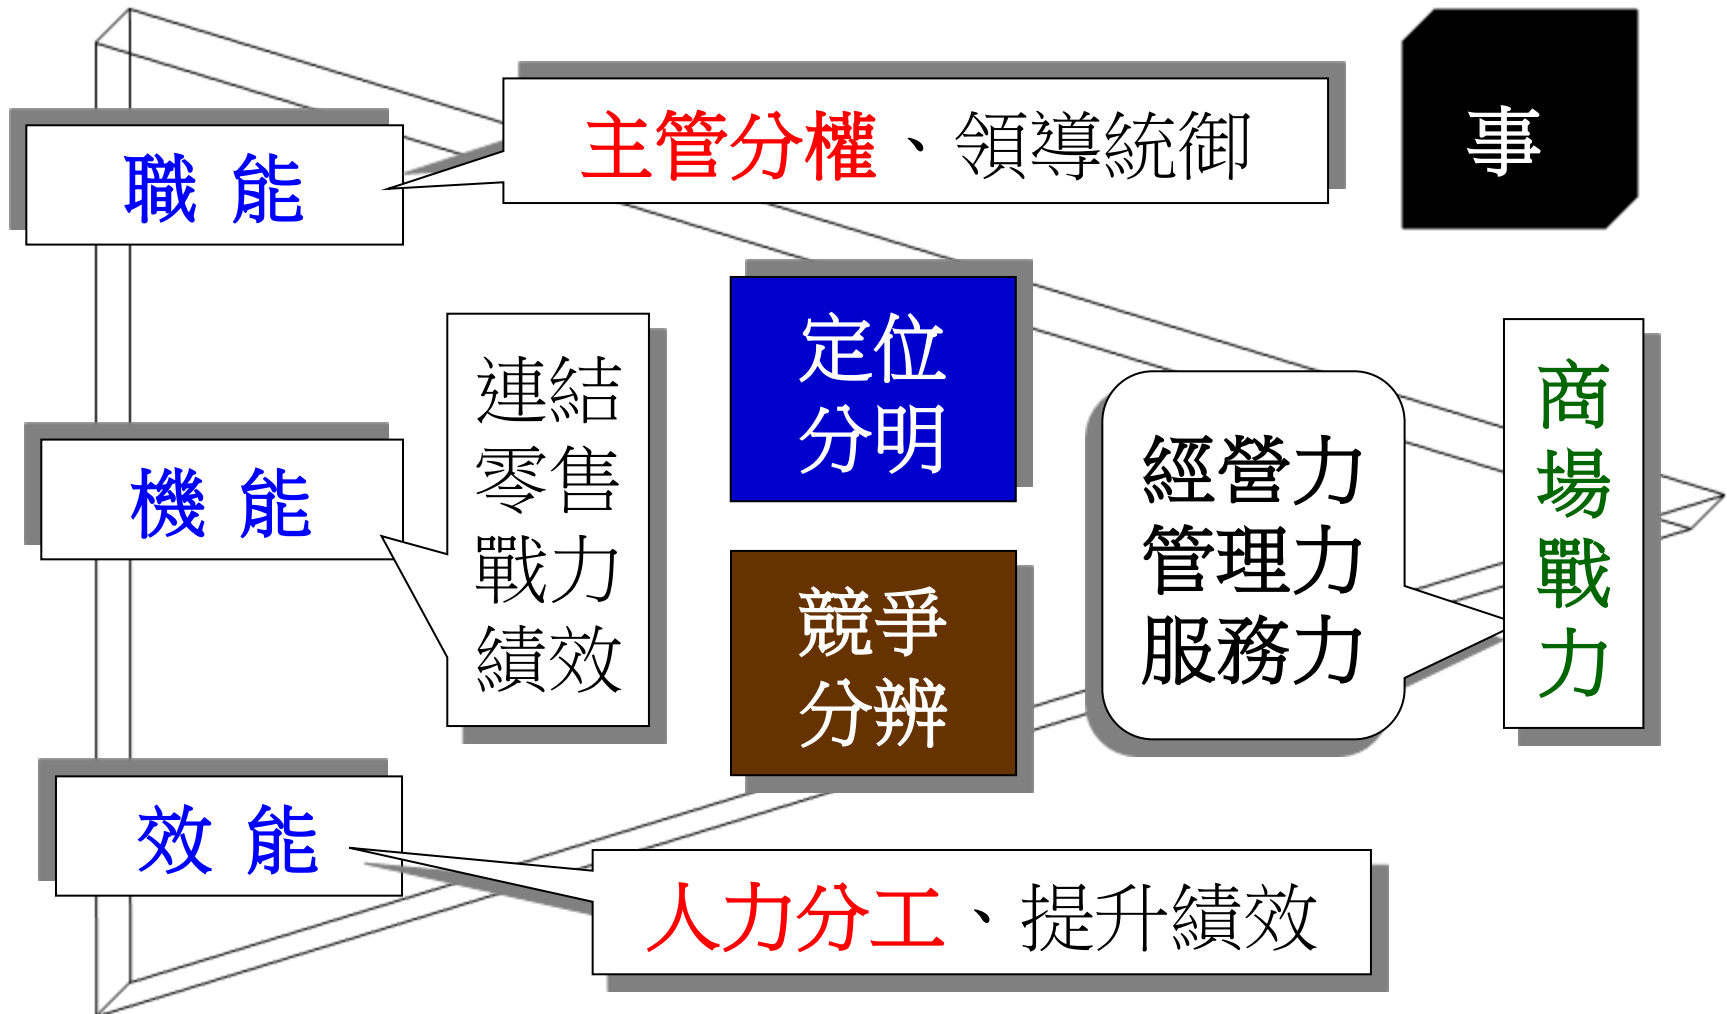 主管分權、領導統御
事
職 能
定位
分明
連結
零售
戰力
績效
機 能
經營力
管理力
服務力
商
場
戰
力
競爭
分辨
效 能
人力分工、提升績效